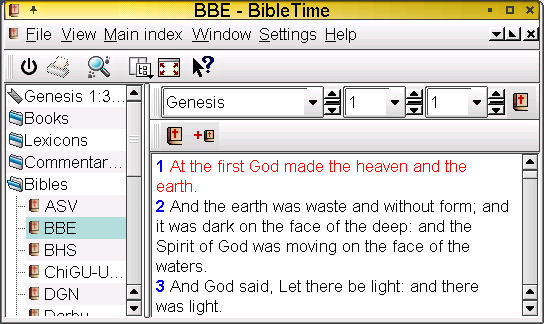 BBE - BibleTime
File View Main index Window Settings Help
Genesis 1:3...
Books
Lexicons
Commentar...
Bibles
ASV
BBE
BHS
ChiGU-U...
DGN
Genesis 1 1
1 At the first God made the heaven and the
earth.
2 And the earth was waste and without form; and
it was dark on the face of the deep: and the
Spirit of God was moving on the face of the
waters.
3 And God said, Let there be light: and there
was light.